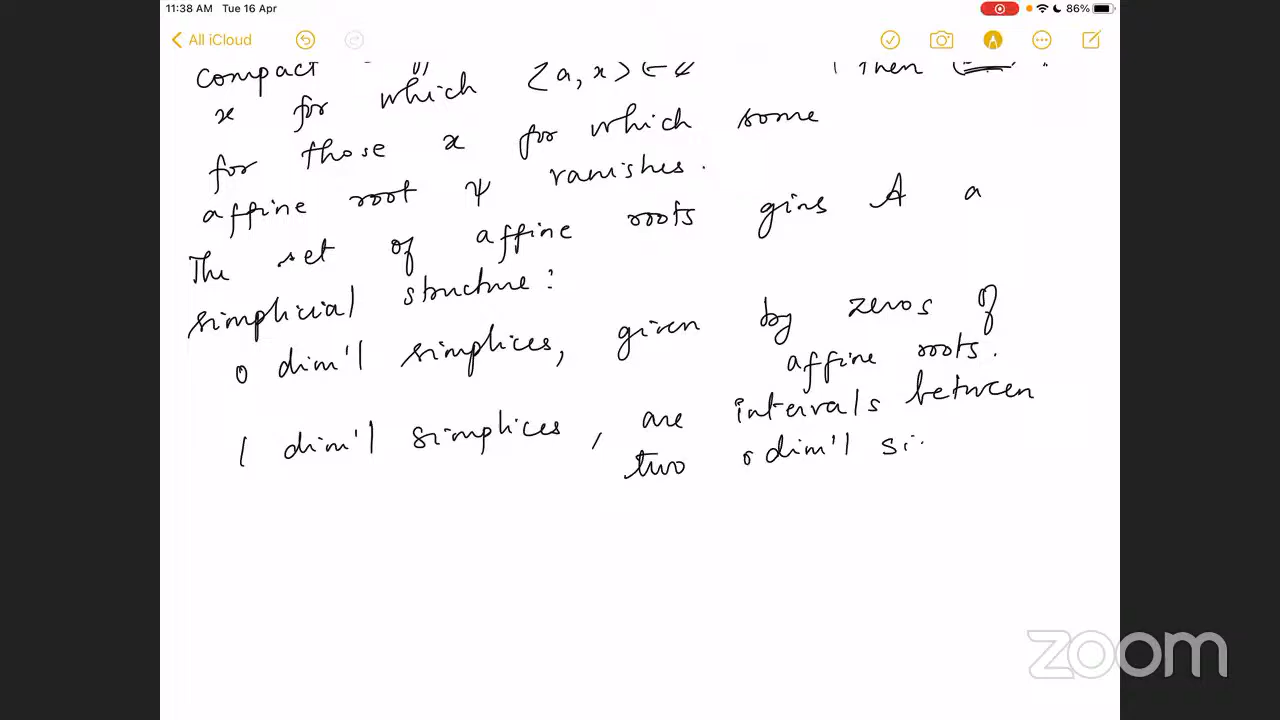 11:38 AM Tue 16 Apr
86%
All iCloud
compact
x for which ⟨a, x⟩ ∈ Then
for those x for which some
affine root ψ vanishes.
The set of affine roots gives A a
simplicial structure:
0 dim'l simplices, given by zeros of
affine roots.
1 dim'l simplices, are intervals between
two 0 dim'l si
zoom